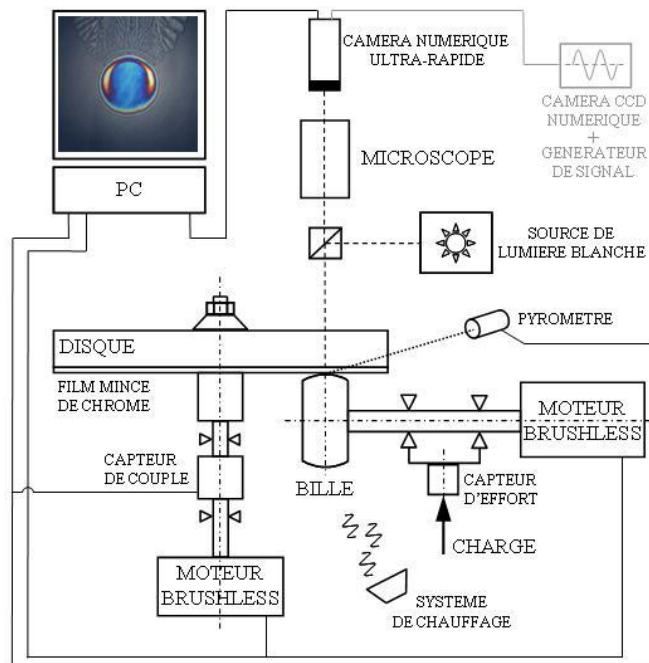 CAMERA NUMERIQUE
ULTRA-RAPIDE
CAMERA CCD
NUMERIQUE
+
GENERATEUR
DE SIGNAL
MICROSCOPE
PC
SOURCE DE
LUMIERE BLANCHE
PYROMETRE
DISQUE
FILM MINCE
DE CHROME
MOTEUR
BRUSHLESS
CAPTEUR
DE COUPLE
BILLE
CAPTEUR
D'EFFORT
CHARGE
MOTEUR
BRUSHLESS
SYSTEME
DE CHAUFFAGE